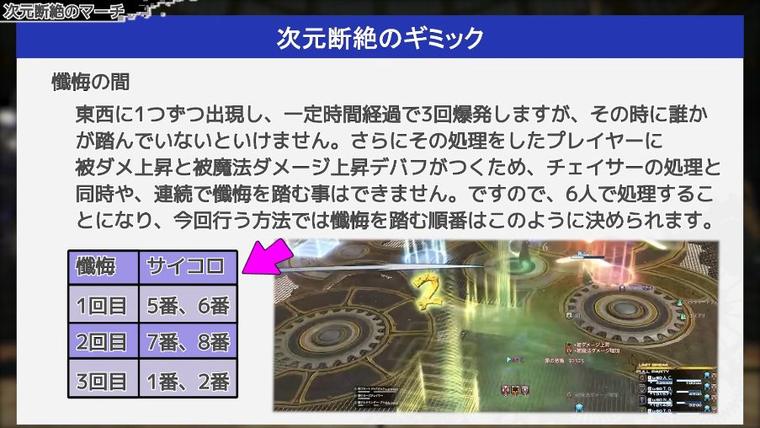 次元断絶のマーチ
次元断絶のギミック
懺悔の間
東西に1つずつ出現し、一定時間経過で3回爆発しますが、その時に誰か
が踏んでいないといけません。さらにその処理をしたプレイヤーに
被ダメ上昇と被魔法ダメージ上昇デバフがつくため、チェイサーの処理と
同時や、連続で懺悔を踏む事はできません。ですので、6人で処理するこ
とになり、今回行う方法では懺悔を踏む順番はこのように決められます。
懺悔 サイコロ
1回目 5番、6番
2回目 7番、8番
3回目 1番、2番
2
LIMIT BREAK